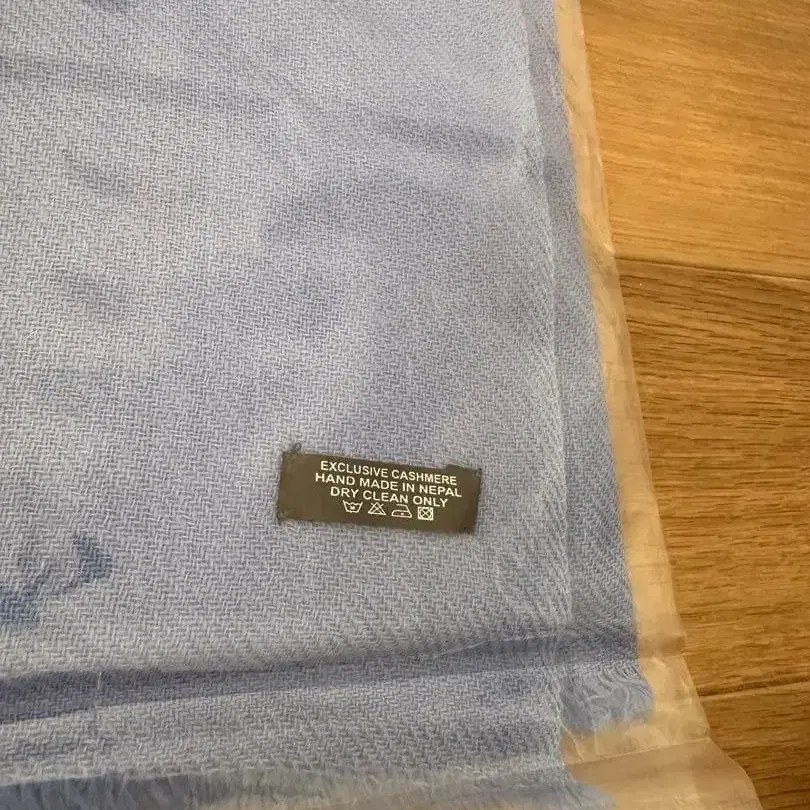 EXCLUSIVE CASHMERE
HAND MADE IN NEPAL
DRY CLEAN ONLY